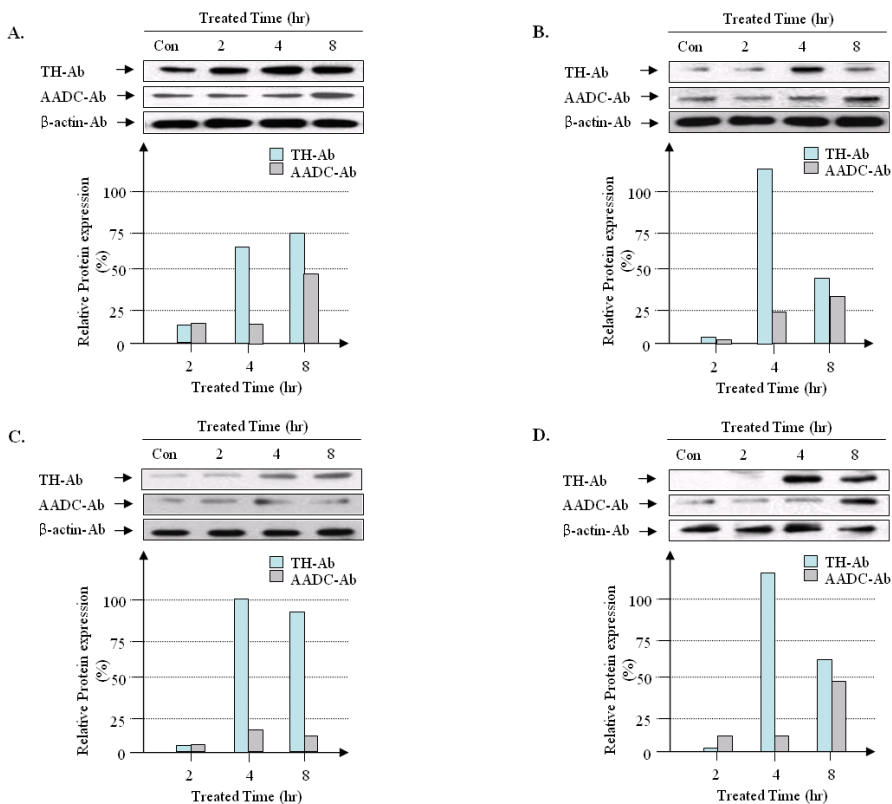 A.
Treated Time (hr)
Con 2 4 8
TH-Ab
AADC-Ab
β-actin-Ab
TH-Ab
AADC-Ab
Relative Protein expression
(%)
100
75
50
25
0
2 4 8
Treated Time (hr)
B.
Treated Time (hr)
Con 2 4 8
TH-Ab
AADC-Ab
β-actin-Ab
TH-Ab
AADC-Ab
Relative Protein expression
(%)
100
75
50
25
0
2 4 8
Treated Time (hr)
C.
Treated Time (hr)
Con 2 4 8
TH-Ab
AADC-Ab
β-actin-Ab
TH-Ab
AADC-Ab
Relative Protein expression
(%)
100
75
50
25
0
2 4 8
Treated Time (hr)
D.
Treated Time (hr)
Con 2 4 8
TH-Ab
AADC-Ab
β-actin-Ab
TH-Ab
AADC-Ab
Relative Protein expression
(%)
100
75
50
25
0
2 4 8
Treated Time (hr)